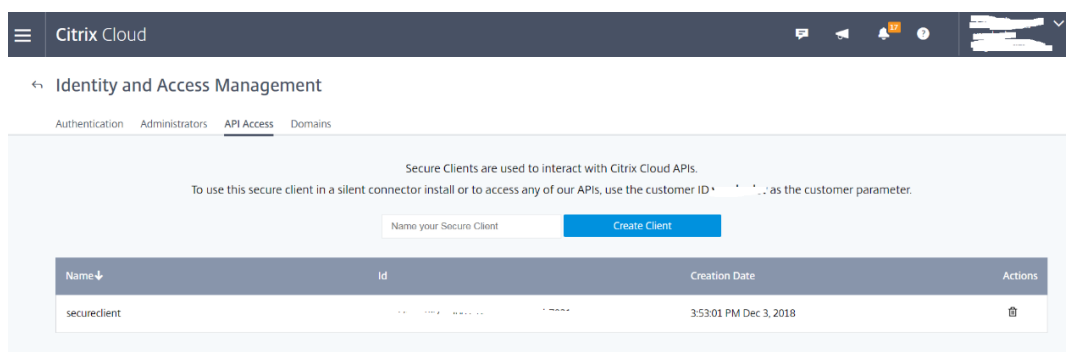 Citrix Cloud
17
Identity and Access Management
Authentication Administrators API Access Domains
Secure Clients are used to interact with Citrix Cloud APIs.
To use this secure client in a silent connector install or to access any of our APIs, use the customer ID as the customer parameter.
Name your Secure Client Create Client
Name Id Creation Date Actions
secureclient 3:53:01 PM Dec 3, 2018